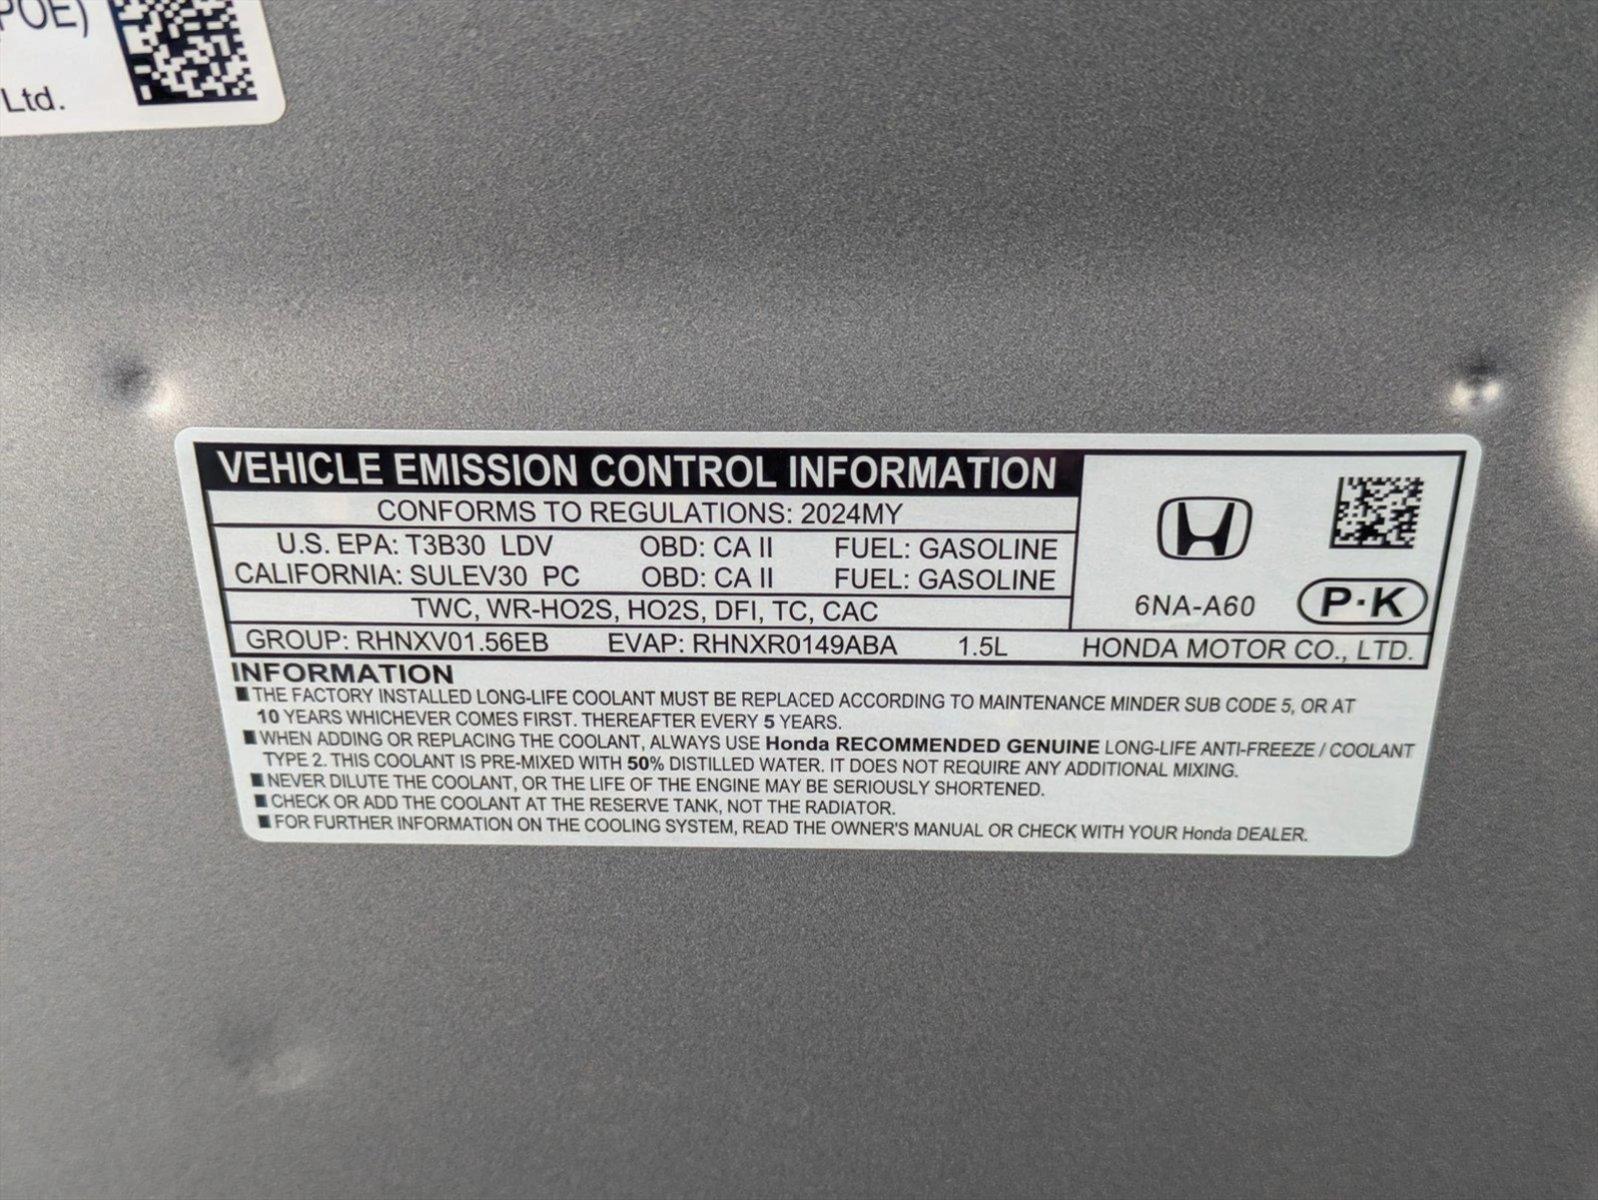 POE)
Ltd.
VEHICLE EMISSION CONTROL INFORMATION
CONFORMS TO REGULATIONS: 2024MY
U.S. EPA: T3B30 LDV OBD: CA II FUEL: GASOLINE
CALIFORNIA: SULEV30 PC OBD: CA II FUEL: GASOLINE
TWC, WR-HO2S, HO2S, DFI, TC, CAC
6NA-A60 P·K
GROUP: RHNXV01.56EB EVAP: RHNXR0149ABA 1.5L HONDA MOTOR CO., LTD.
INFORMATION
■ THE FACTORY INSTALLED LONG-LIFE COOLANT MUST BE REPLACED ACCORDING TO MAINTENANCE MINDER SUB CODE 5, OR AT
10 YEARS WHICHEVER COMES FIRST. THEREAFTER EVERY 5 YEARS.
■ WHEN ADDING OR REPLACING THE COOLANT, ALWAYS USE Honda RECOMMENDED GENUINE LONG-LIFE ANTI-FREEZE / COOLANT
TYPE 2. THIS COOLANT IS PRE-MIXED WITH 50% DISTILLED WATER. IT DOES NOT REQUIRE ANY ADDITIONAL MIXING.
■ NEVER DILUTE THE COOLANT, OR THE LIFE OF THE ENGINE MAY BE SERIOUSLY SHORTENED.
■ CHECK OR ADD THE COOLANT AT THE RESERVE TANK, NOT THE RADIATOR.
■ FOR FURTHER INFORMATION ON THE COOLING SYSTEM, READ THE OWNER'S MANUAL OR CHECK WITH YOUR Honda DEALER.